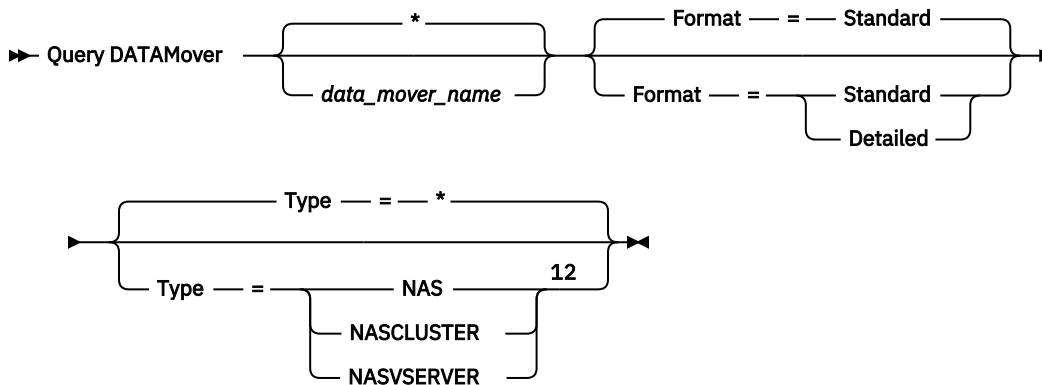 *
Format = Standard
Query DATAMover
data_mover_name
Format = Standard
Detailed
Type = *
Type = NAS 12
NASCLUSTER
NASVSERVER